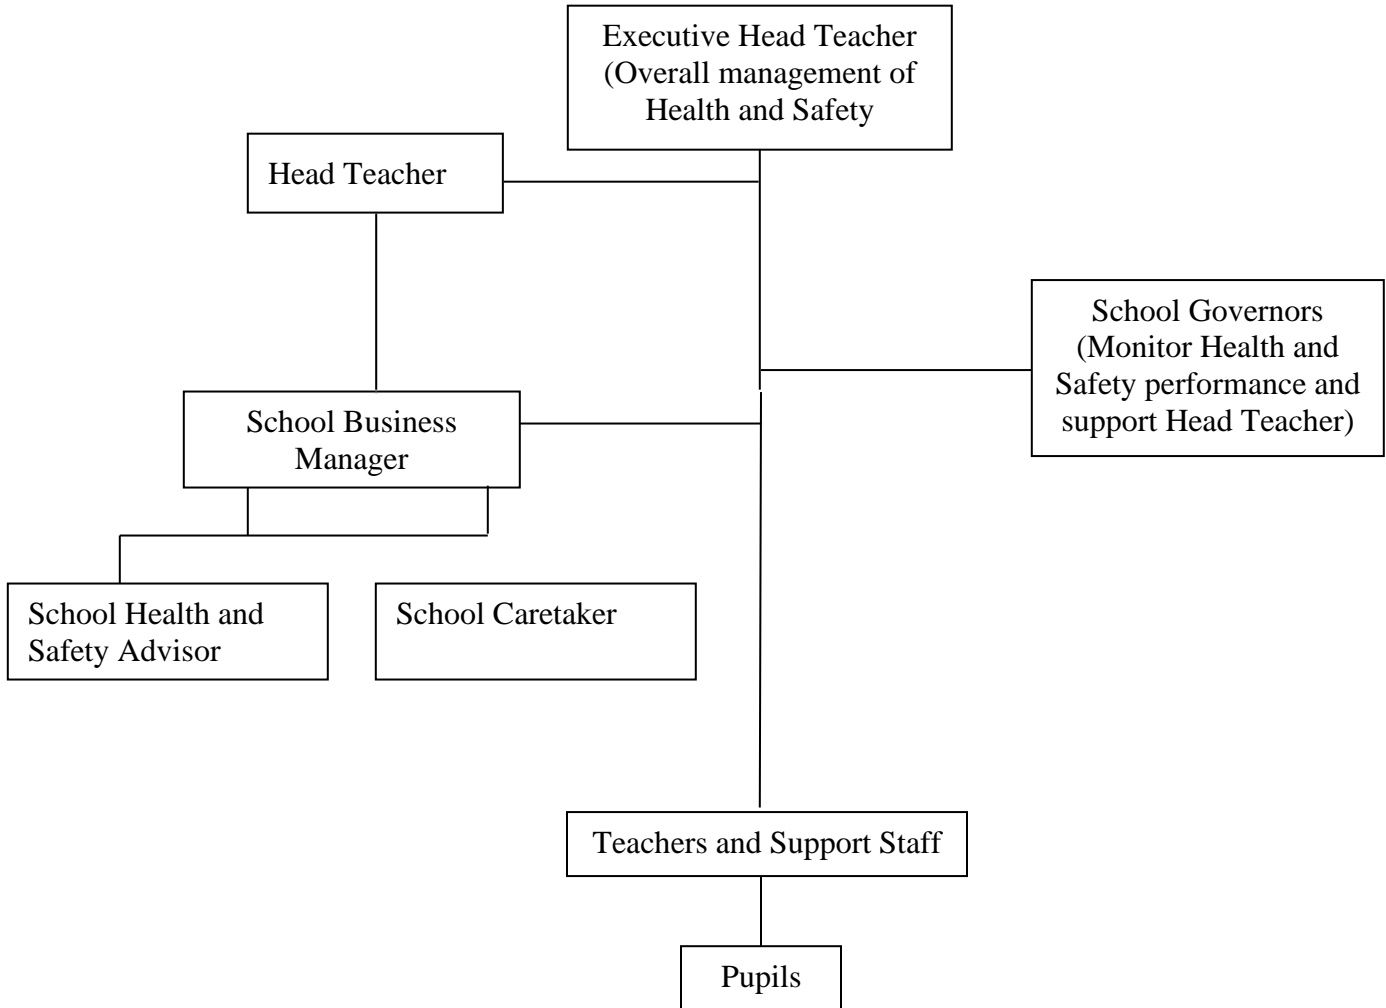 Executive Head Teacher
(Overall management of
Health and Safety
Head Teacher
School Governors
(Monitor Health and
Safety performance and
support Head Teacher)
School Business
Manager
School Health and
Safety Advisor
School Caretaker
Teachers and Support Staff
Pupils